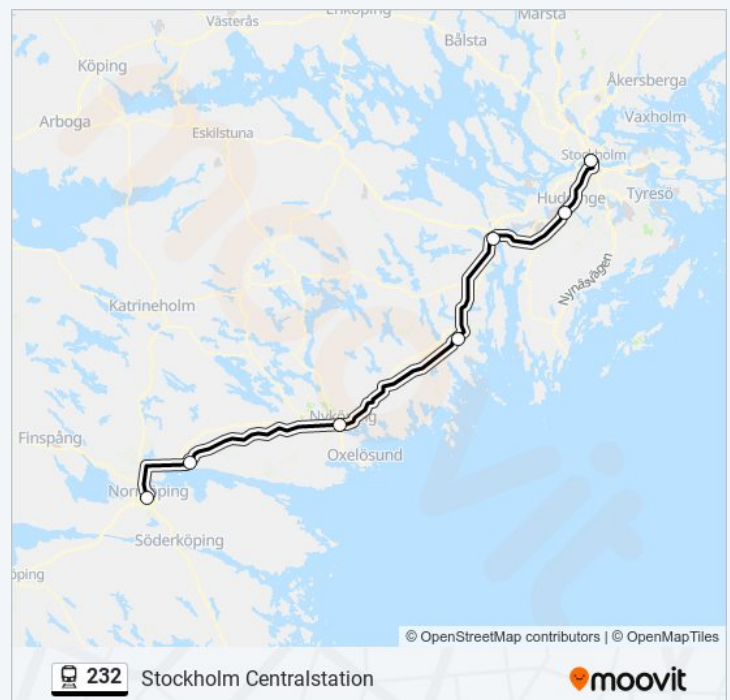 Enköping
Märsta
Västerås
Bålsta
Köping
Åkersberga
Arboga
Vaxholm
Eskilstuna
Stockholm
Huddinge
Tyresö
Nynäsvägen
Katrineholm
Nyköping
Finspång
Oxelösund
Norrköping
Söderköping
öping
© OpenStreetMap contributors | © OpenMapTiles
232 Stockholm Centralstation
moovit